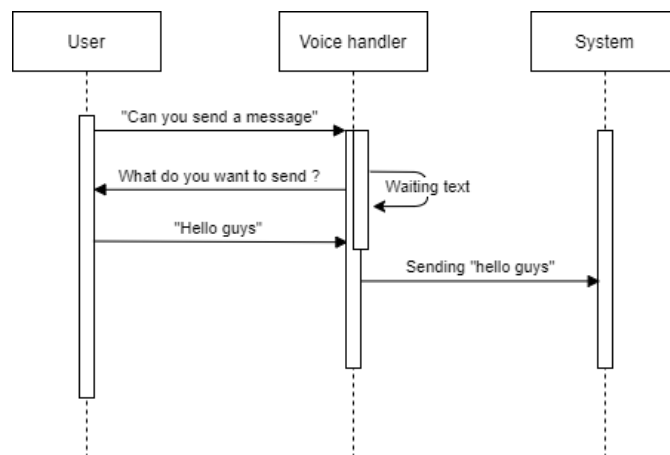 User
Voice handler
System
"Can you send a message"
What do you want to send ?
Waiting text
"Hello guys"
Sending "hello guys"